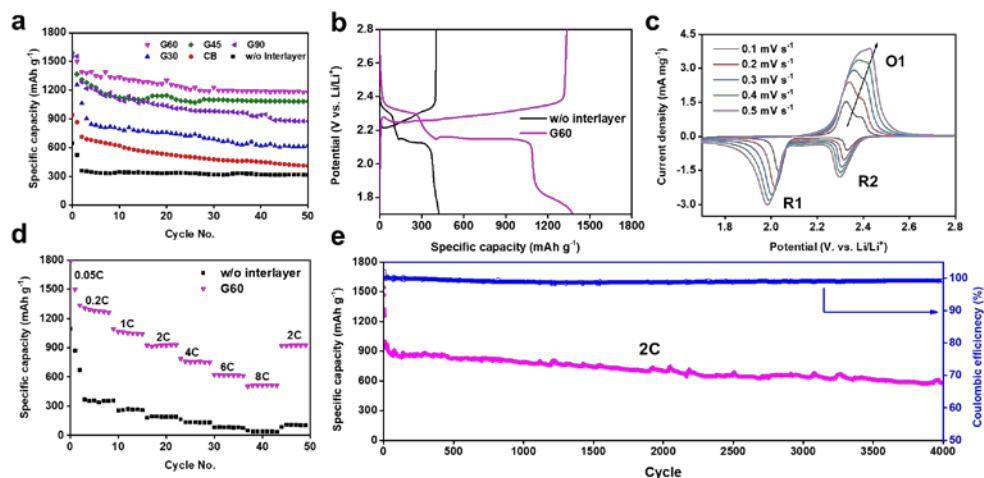 a
1800
1500
1200
900
600
300
0
G60 G45 G90
G30 CB w/o Interlayer
0 10 20 30 40 50
Specific capacity (mAh g⁻¹)
Cycle No.
b
2.8
2.6
2.4
2.2
2.0
1.8
w/o interlayer
G60
0 200 400 600 800 1000 1200 1400
Potential (V vs. Li/Li⁺)
Specific capacity (mAh g⁻¹)
c
4.5
3.0
1.5
0.0
-1.5
-3.0
0.1 mV s⁻¹
0.2 mV s⁻¹
0.3 mV s⁻¹
0.4 mV s⁻¹
0.5 mV s⁻¹
O1
R2
R1
1.8 2.0 2.2 2.4 2.6 2.8
Current density (mA mg⁻¹)
Potential (V. vs. Li/Li⁺)
d
1800
1500
1200
900
600
300
0
w/o interlayer
G60
0.05C
0.2C
1C
2C
4C
6C
8C
2C
0 10 20 30 40 50
Specific capacity (mAh g⁻¹)
Cycle No.
e
1800
1500
1200
900
600
300
0
2C
100
90
80
70
60
50
0 500 1000 1500 2000 2500 3000 3500 4000
Specific capacity (mAh g⁻¹)
Coulombic efficicnecy (%)
Cycle